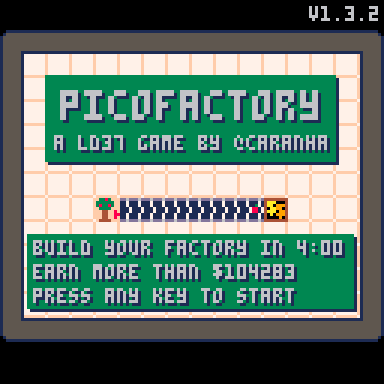 V1.3.2
PICOFACTORY
A LD37 GAME BY @CARANHA
BUILD YOUR FACTORY IN 4:00
EARN MORE THAN $104283
PRESS ANY KEY TO START